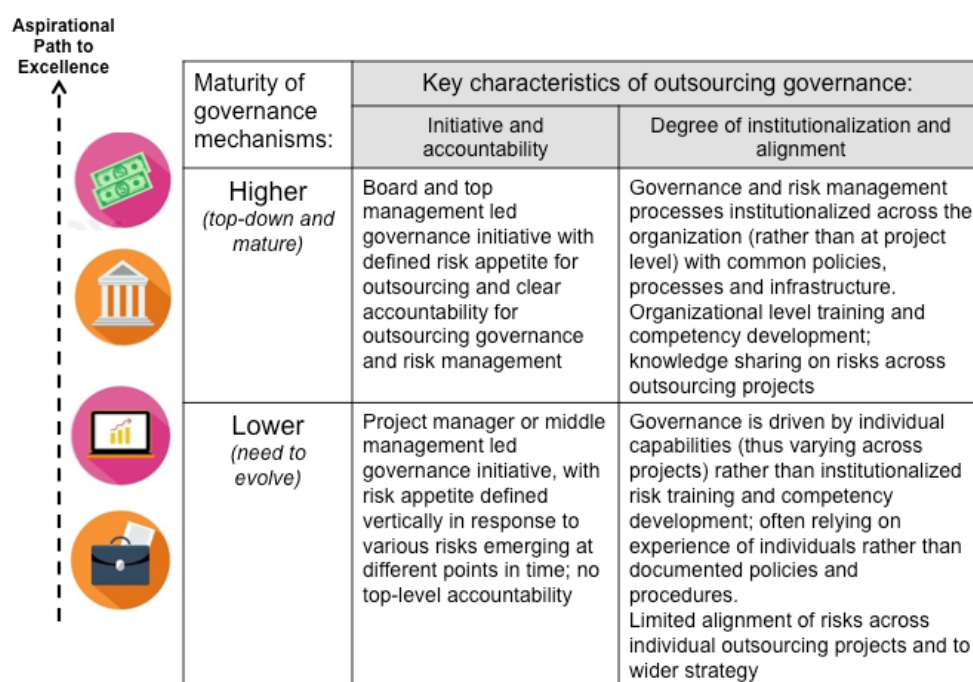 Aspirational
Path to
Excellence
Maturity of
governance
mechanisms:
Key characteristics of outsourcing governance:
Initiative and
accountability
Degree of institutionalization and
alignment
Higher
(top-down and
mature)
Board and top
management led
governance initiative with
defined risk appetite for
outsourcing and clear
accountability for
outsourcing governance
and risk management
Governance and risk management
processes institutionalized across the
organization (rather than at project
level) with common policies,
processes and infrastructure.
Organizational level training and
competency development;
knowledge sharing on risks across
outsourcing projects
Lower
(need to
evolve)
Project manager or middle
management led
governance initiative, with
risk appetite defined
vertically in response to
various risks emerging at
different points in time; no
top-level accountability
Governance is driven by individual
capabilities (thus varying across
projects) rather than institutionalized
risk training and competency
development; often relying on
experience of individuals rather than
documented policies and
procedures.
Limited alignment of risks across
individual outsourcing projects and to
wider strategy